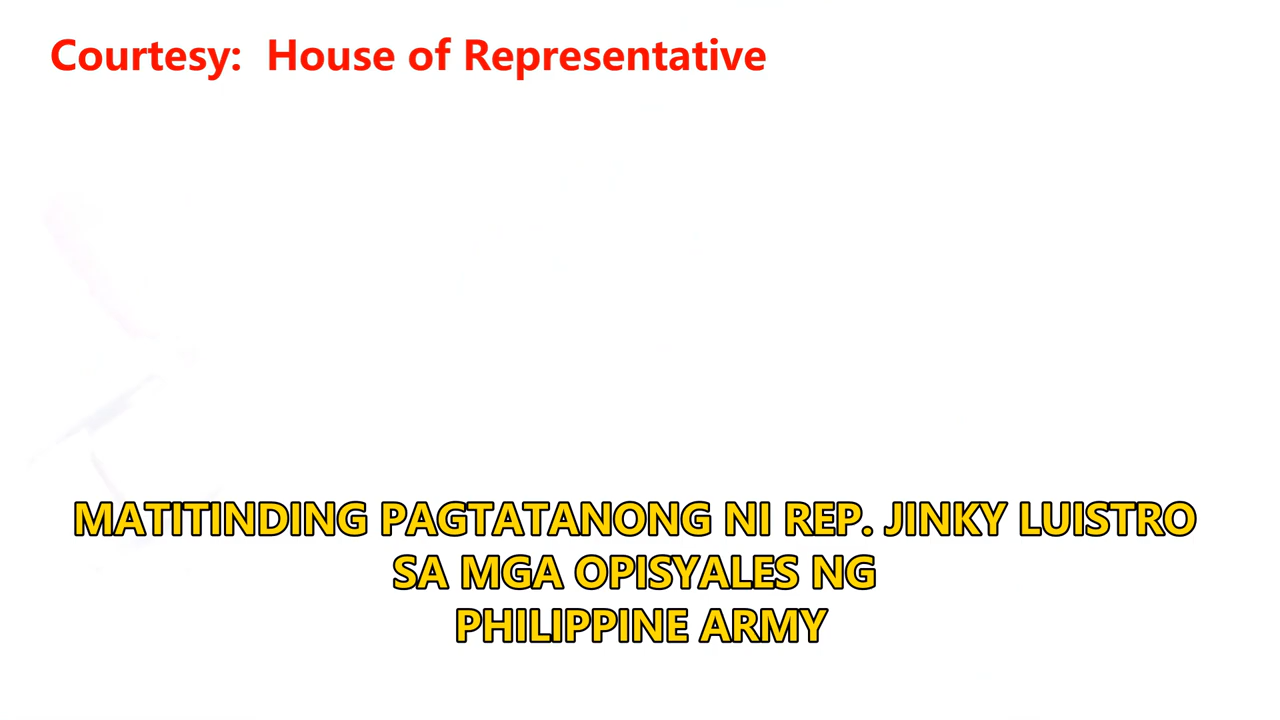 Courtesy:  House of Representative
MATITINDING PAGTATANONG NI REP. JINKY LUISTRO
SA MGA OPISYALES NG
PHILIPPINE ARMY